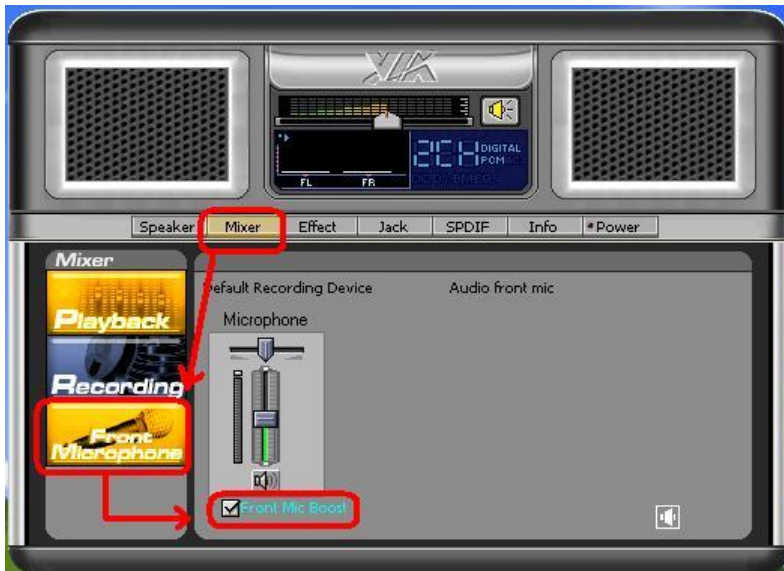 VIA
2CH DIGITAL
PCM
FL FR
Speaker Mixer Effect Jack SPDIF Info Power
Mixer
Default Recording Device Audio front mic
Playback
Microphone
Recording
Front
Microphone
Front Mic Boost